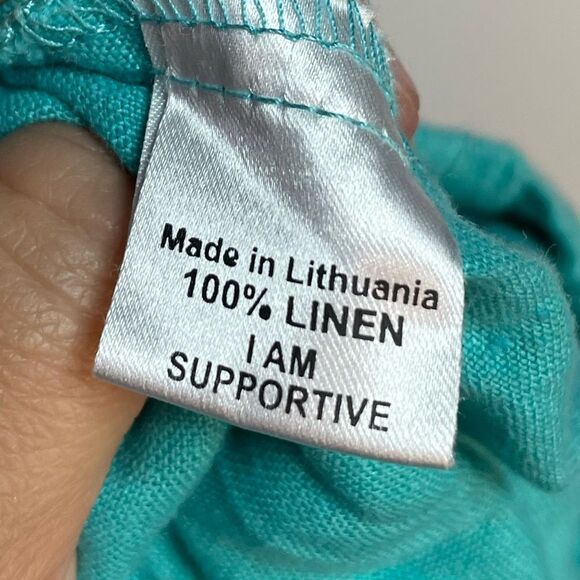 Made in Lithuania
100% LINEN
I AM
SUPPORTIVE